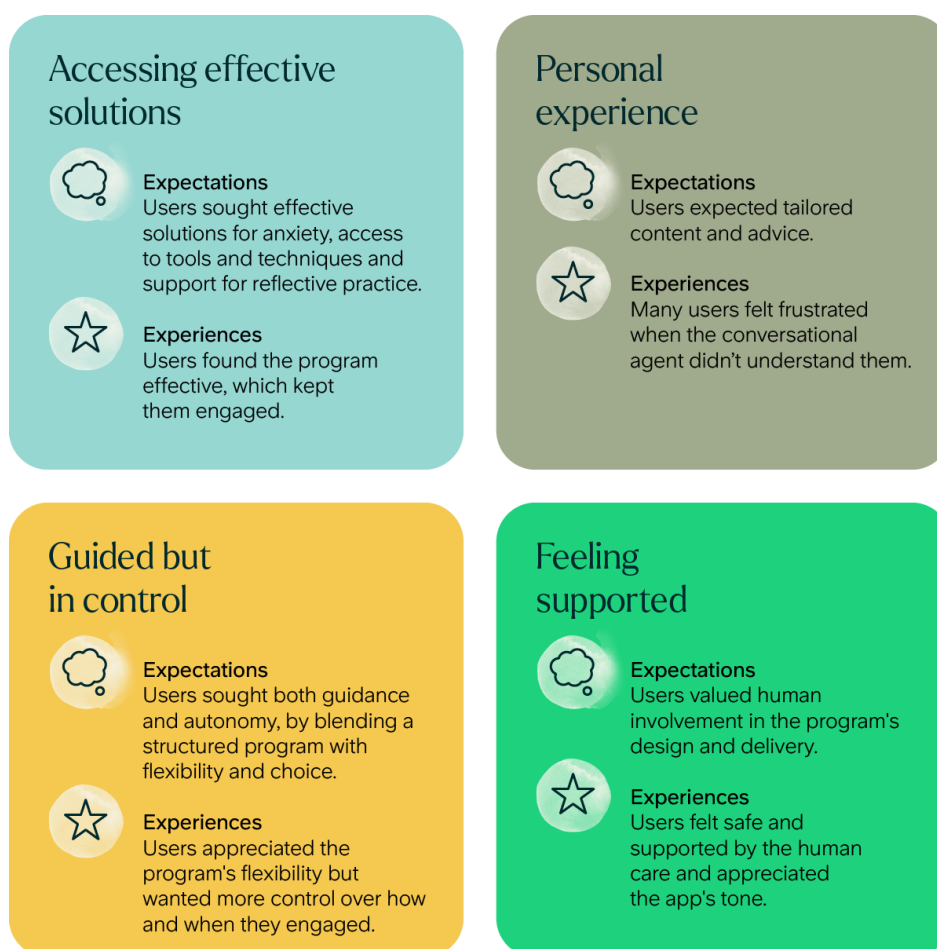 Accessing effective
solutions
Expectations
Users sought effective
solutions for anxiety, access
to tools and techniques and
support for reflective practice.
Experiences
Users found the program
effective, which kept
them engaged.
Personal
experience
Expectations
Users expected tailored
content and advice.
Experiences
Many users felt frustrated
when the conversational
agent didn’t understand them.
Guided but
in control
Expectations
Users sought both guidance
and autonomy, by blending a
structured program with
flexibility and choice.
Experiences
Users appreciated the
program's flexibility but
wanted more control over how
and when they engaged.
Feeling
supported
Expectations
Users valued human
involvement in the program's
design and delivery.
Experiences
Users felt safe and
supported by the human
care and appreciated
the app's tone.